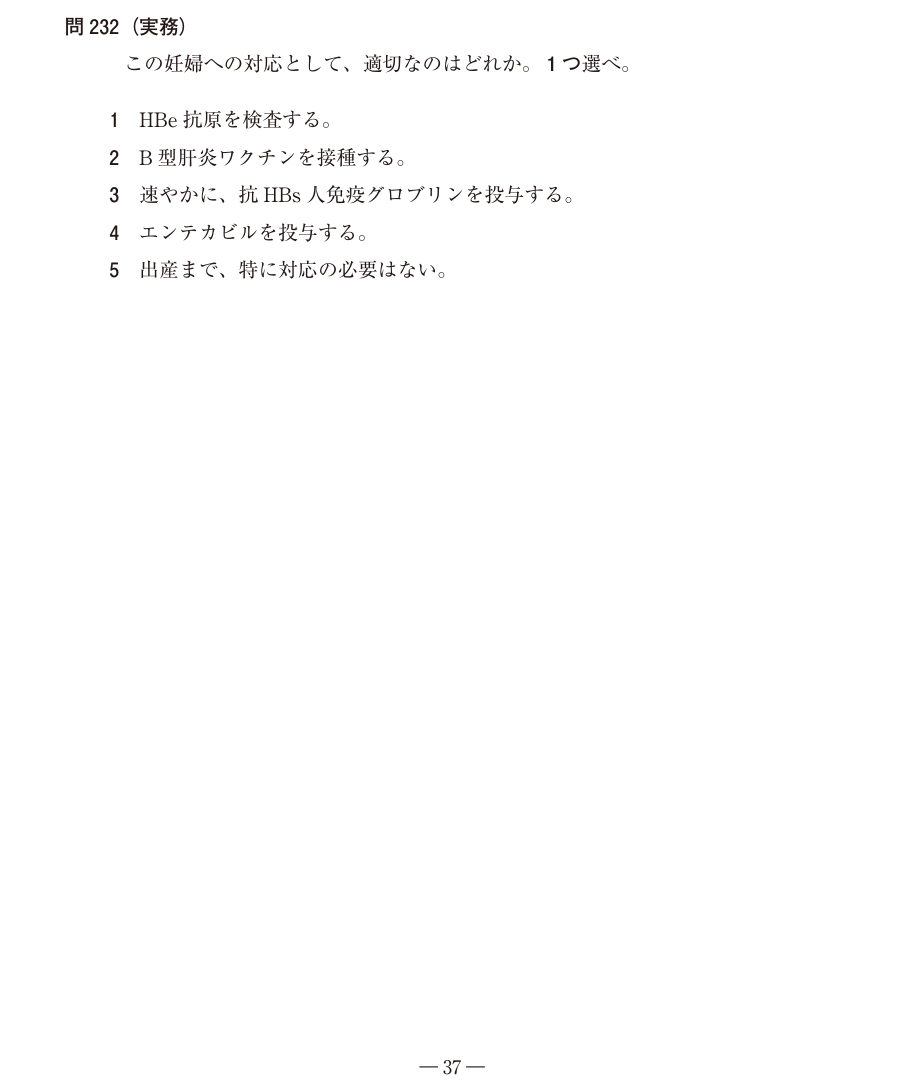 問 232（実務）
この妊婦への対応として、適切なのはどれか。1つ選べ。
1 HBe 抗原を検査する。
2 B 型肝炎ワクチンを接種する。
3 速やかに、抗 HBs 人免疫グロブリンを投与する。
4 エンテカビルを投与する。
5 出産まで、特に対応の必要はない。
― 37 ―